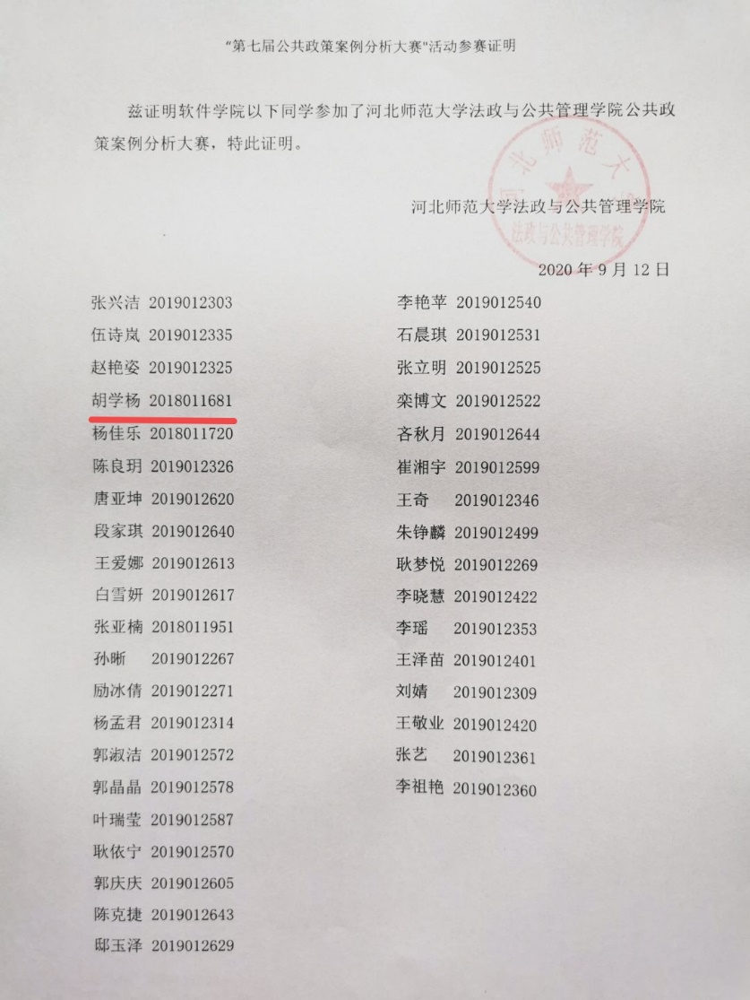 “第七届公共政策案例分析大赛"活动参赛证明
兹证明软件学院以下同学参加了河北师范大学法政与公共管理学院公共政
策案例分析大赛，特此证明。
河北师范大学
河北师范大学法政与公共管理学院
法政与公共管理学院
2020 年 9 月 12 日
张兴洁 2019012303
伍诗岚 2019012335
赵艳姿 2019012325
胡学杨 2018011681
杨佳乐 2018011720
陈良玥 2019012326
唐亚坤 2019012620
段家琪 2019012640
王爱娜 2019012613
白雪妍 2019012617
张亚楠 2018011951
孙晰 2019012267
励冰倩 2019012271
杨孟君 2019012314
郭淑洁 2019012572
郭晶晶 2019012578
叶瑞莹 2019012587
耿依宁 2019012570
郭庆庆 2019012605
陈克捷 2019012643
邸玉泽 2019012629
李艳苹 2019012540
石晨琪 2019012531
张立明 2019012525
栾博文 2019012522
吝秋月 2019012644
崔湘宇 2019012599
王奇 2019012346
朱铮麟 2019012499
耿梦悦 2019012269
李晓慧 2019012422
李瑶 2019012353
王泽苗 2019012401
刘婧 2019012309
王敬业 2019012420
张艺 2019012361
李祖艳 2019012360